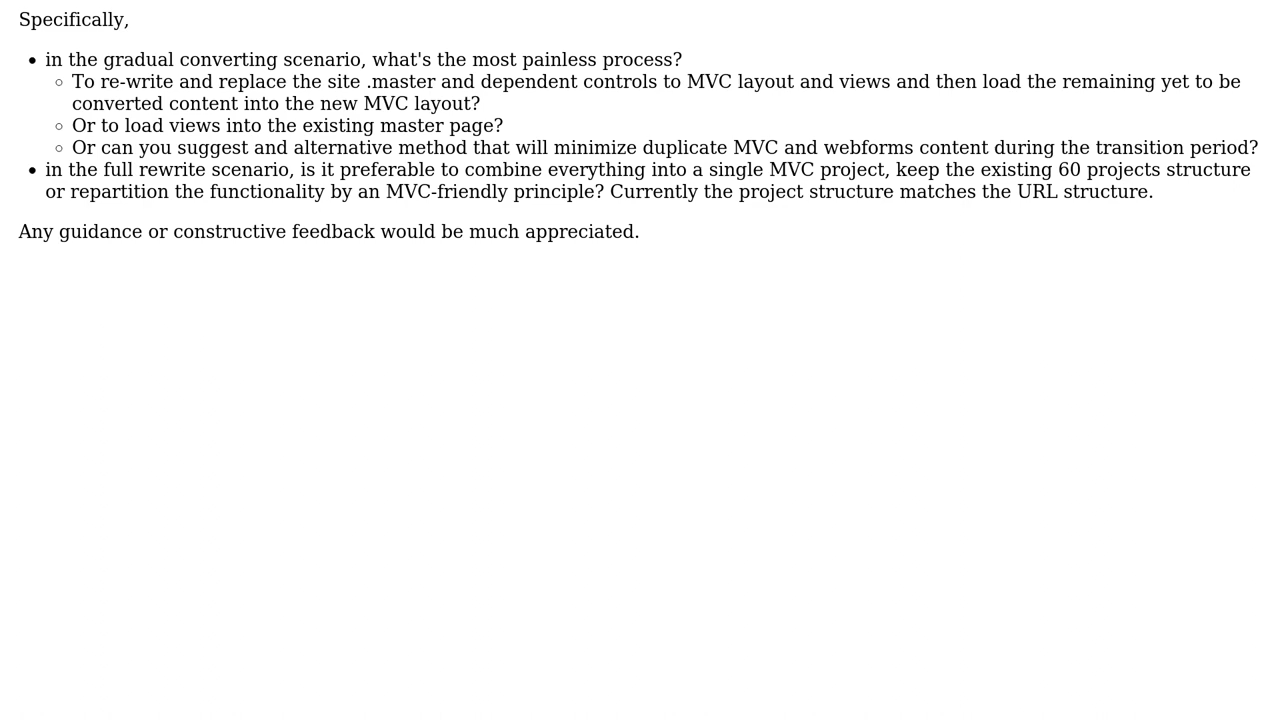 Specifically,
in the gradual converting scenario, what's the most painless process?
To re-write and replace the site .master and dependent controls to MVC layout and views and then load the remaining yet to be
converted content into the new MVC layout?
Or to load views into the existing master page?
Or can you suggest and alternative method that will minimize duplicate MVC and webforms content during the transition period?
in the full rewrite scenario, is it preferable to combine everything into a single MVC project, keep the existing 60 projects structure
or repartition the functionality by an MVC-friendly principle? Currently the project structure matches the URL structure.
Any guidance or constructive feedback would be much appreciated.